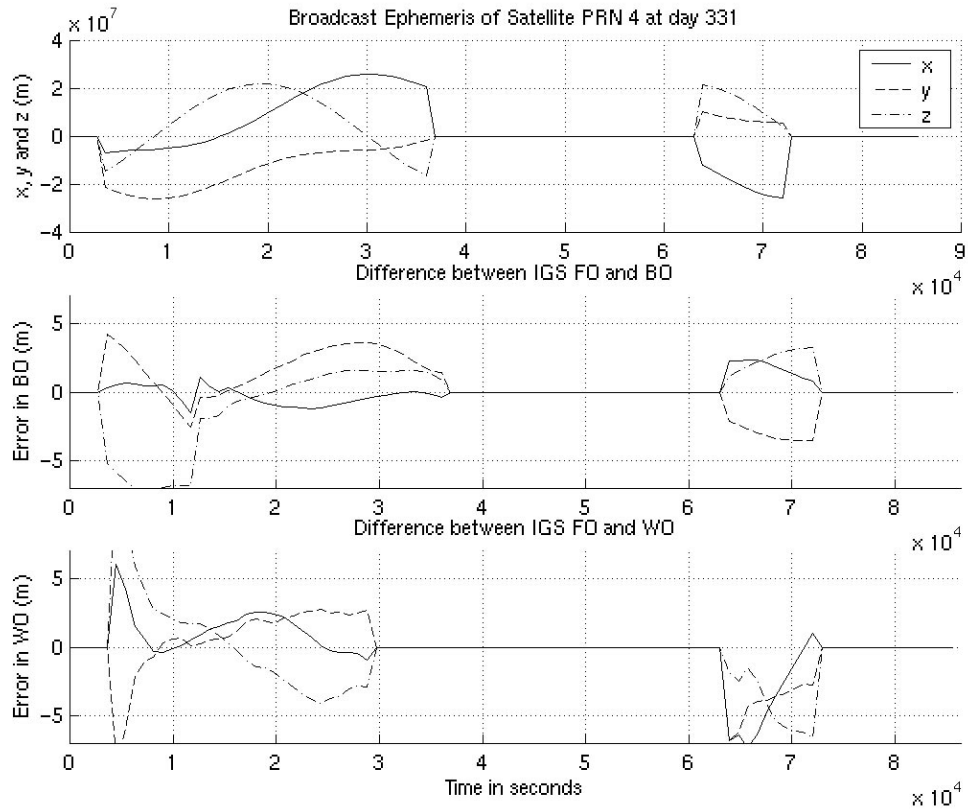 Broadcast Ephemeris of Satellite PRN 4 at day 331
x 10^7
4
2
0
-2
-4
x, y and z (m)
x
y
z
0 1 2 3 4 5 6 7 8 9
x 10^4
Difference between IGS FO and BO
5
0
-5
Error in BO (m)
0 1 2 3 4 5 6 7 8
x 10^4
Difference between IGS FO and WO
5
0
-5
Error in WO (m)
0 1 2 3 4 5 6 7 8
Time in seconds
x 10^4